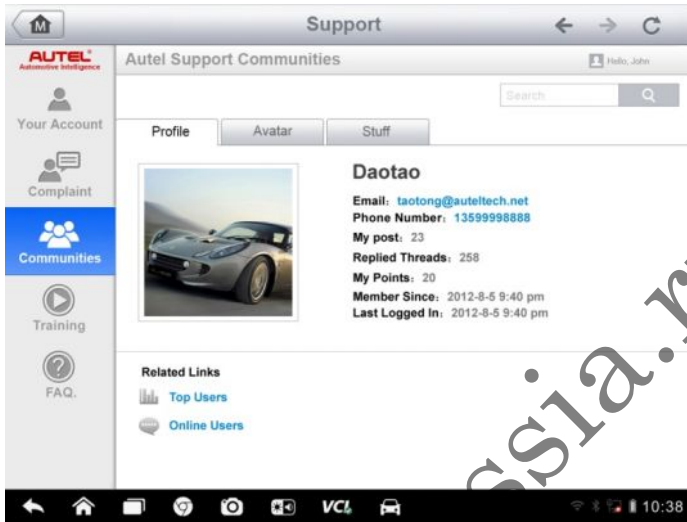 M
Support
AUTEL®
Automotive Intelligence
Autel Support Communities
Hello, John
Search
Your Account
Profile
Avatar
Stuff
Daotao
Email: taotong@auteltech.net
Phone Number: 13599998888
My post: 23
Replied Threads: 258
My Points: 20
Member Since: 2012-8-5 9:40 pm
Last Logged In: 2012-8-5 9:40 pm
Complaint
Communities
Training
?
FAQ.
Related Links
Top Users
Online Users
ssia.r
VCI
10:38